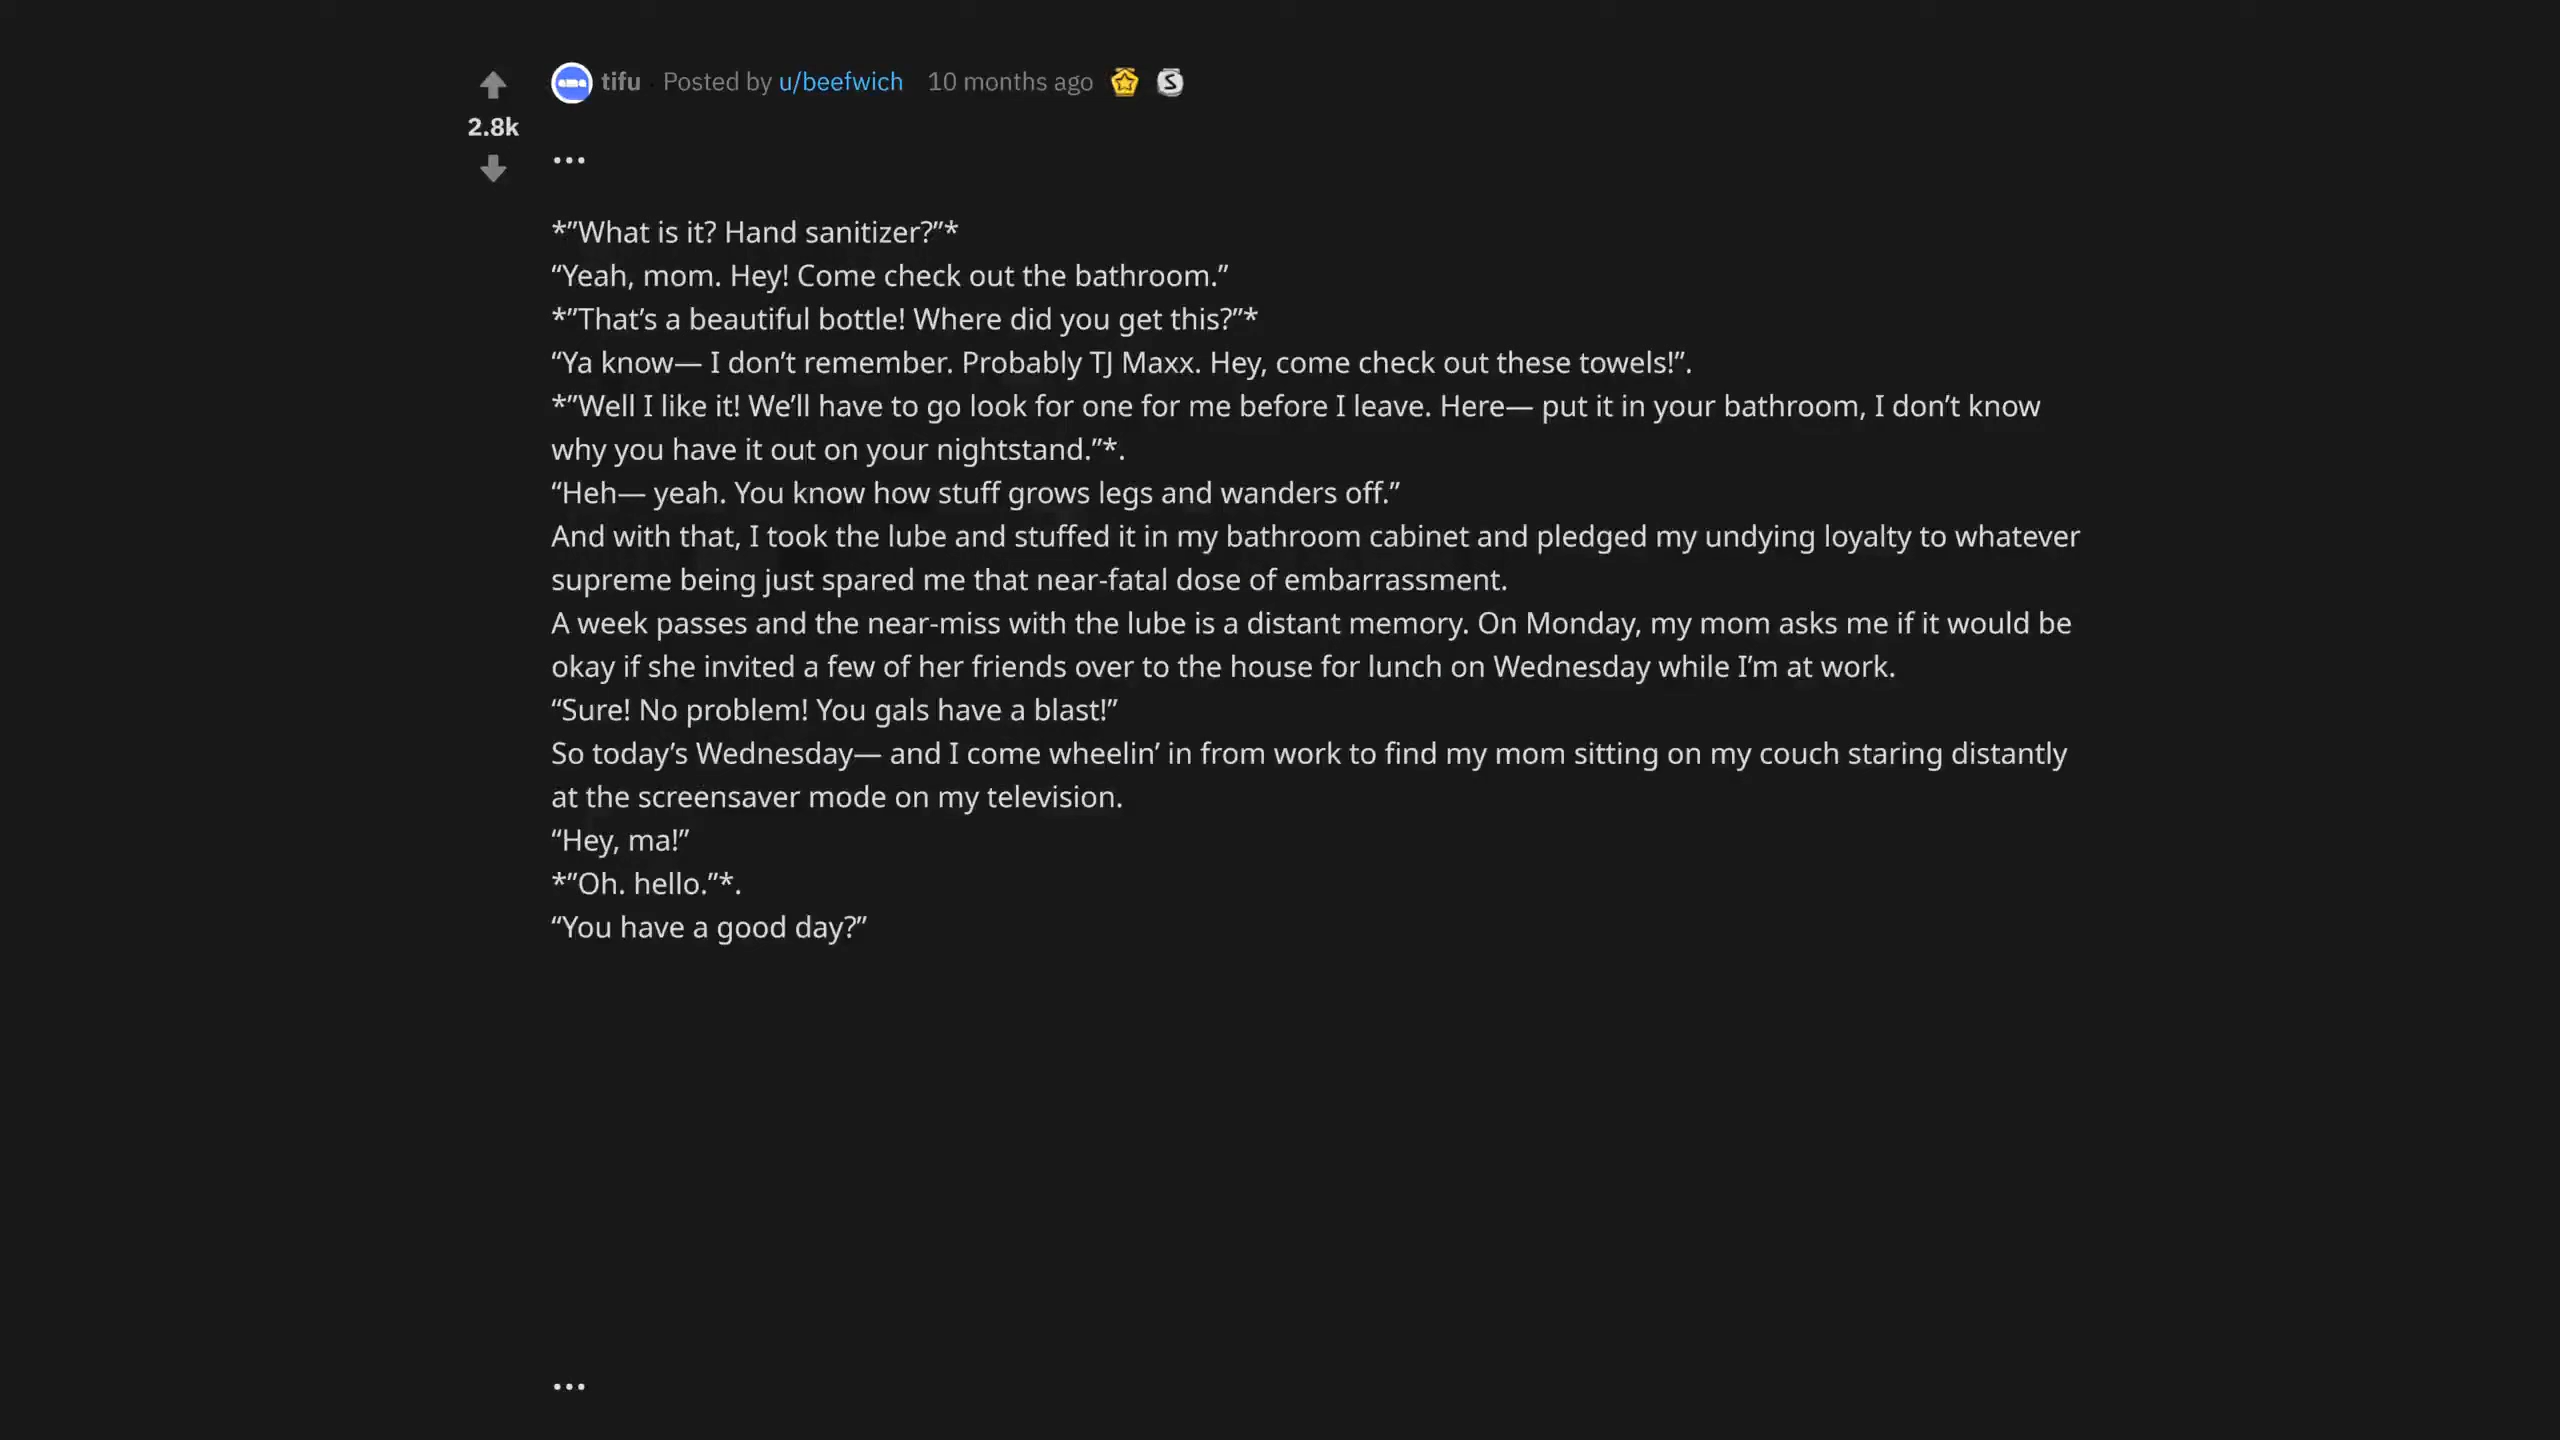 tifu · Posted by u/beefwich 10 months ago
2.8k
...
*”What is it? Hand sanitizer?”*
“Yeah, mom. Hey! Come check out the bathroom.”
*”That’s a beautiful bottle! Where did you get this?”*
“Ya know— I don’t remember. Probably TJ Maxx. Hey, come check out these towels!”.
*”Well I like it! We’ll have to go look for one for me before I leave. Here— put it in your bathroom, I don’t know
why you have it out on your nightstand.”*.
“Heh— yeah. You know how stuff grows legs and wanders off.”
And with that, I took the lube and stuffed it in my bathroom cabinet and pledged my undying loyalty to whatever
supreme being just spared me that near-fatal dose of embarrassment.
A week passes and the near-miss with the lube is a distant memory. On Monday, my mom asks me if it would be
okay if she invited a few of her friends over to the house for lunch on Wednesday while I’m at work.
“Sure! No problem! You gals have a blast!”
So today’s Wednesday— and I come wheelin’ in from work to find my mom sitting on my couch staring distantly
at the screensaver mode on my television.
“Hey, ma!”
*”Oh. hello.”*.
“You have a good day?”
...